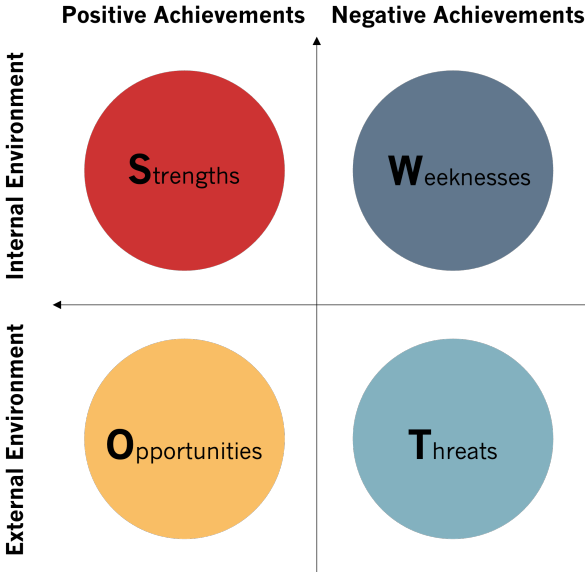 Positive Achievements
Negative Achievements
Internal Environment
Strengths
Weeknesses
External Environment
Opportunities
Threats